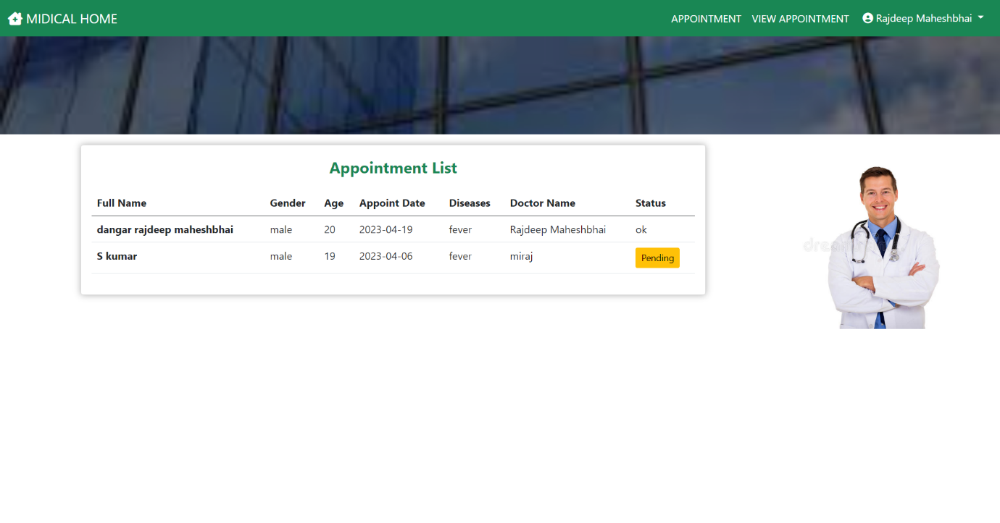 MIDICAL HOME APPOINTMENT VIEW APPOINTMENT Rajdeep Maheshbhai
Appointment List
Full Name Gender Age Appoint Date Diseases Doctor Name Status
dangar rajdeep maheshbhai male 20 2023-04-19 fever Rajdeep Maheshbhai ok
S kumar male 19 2023-04-06 fever miraj Pending